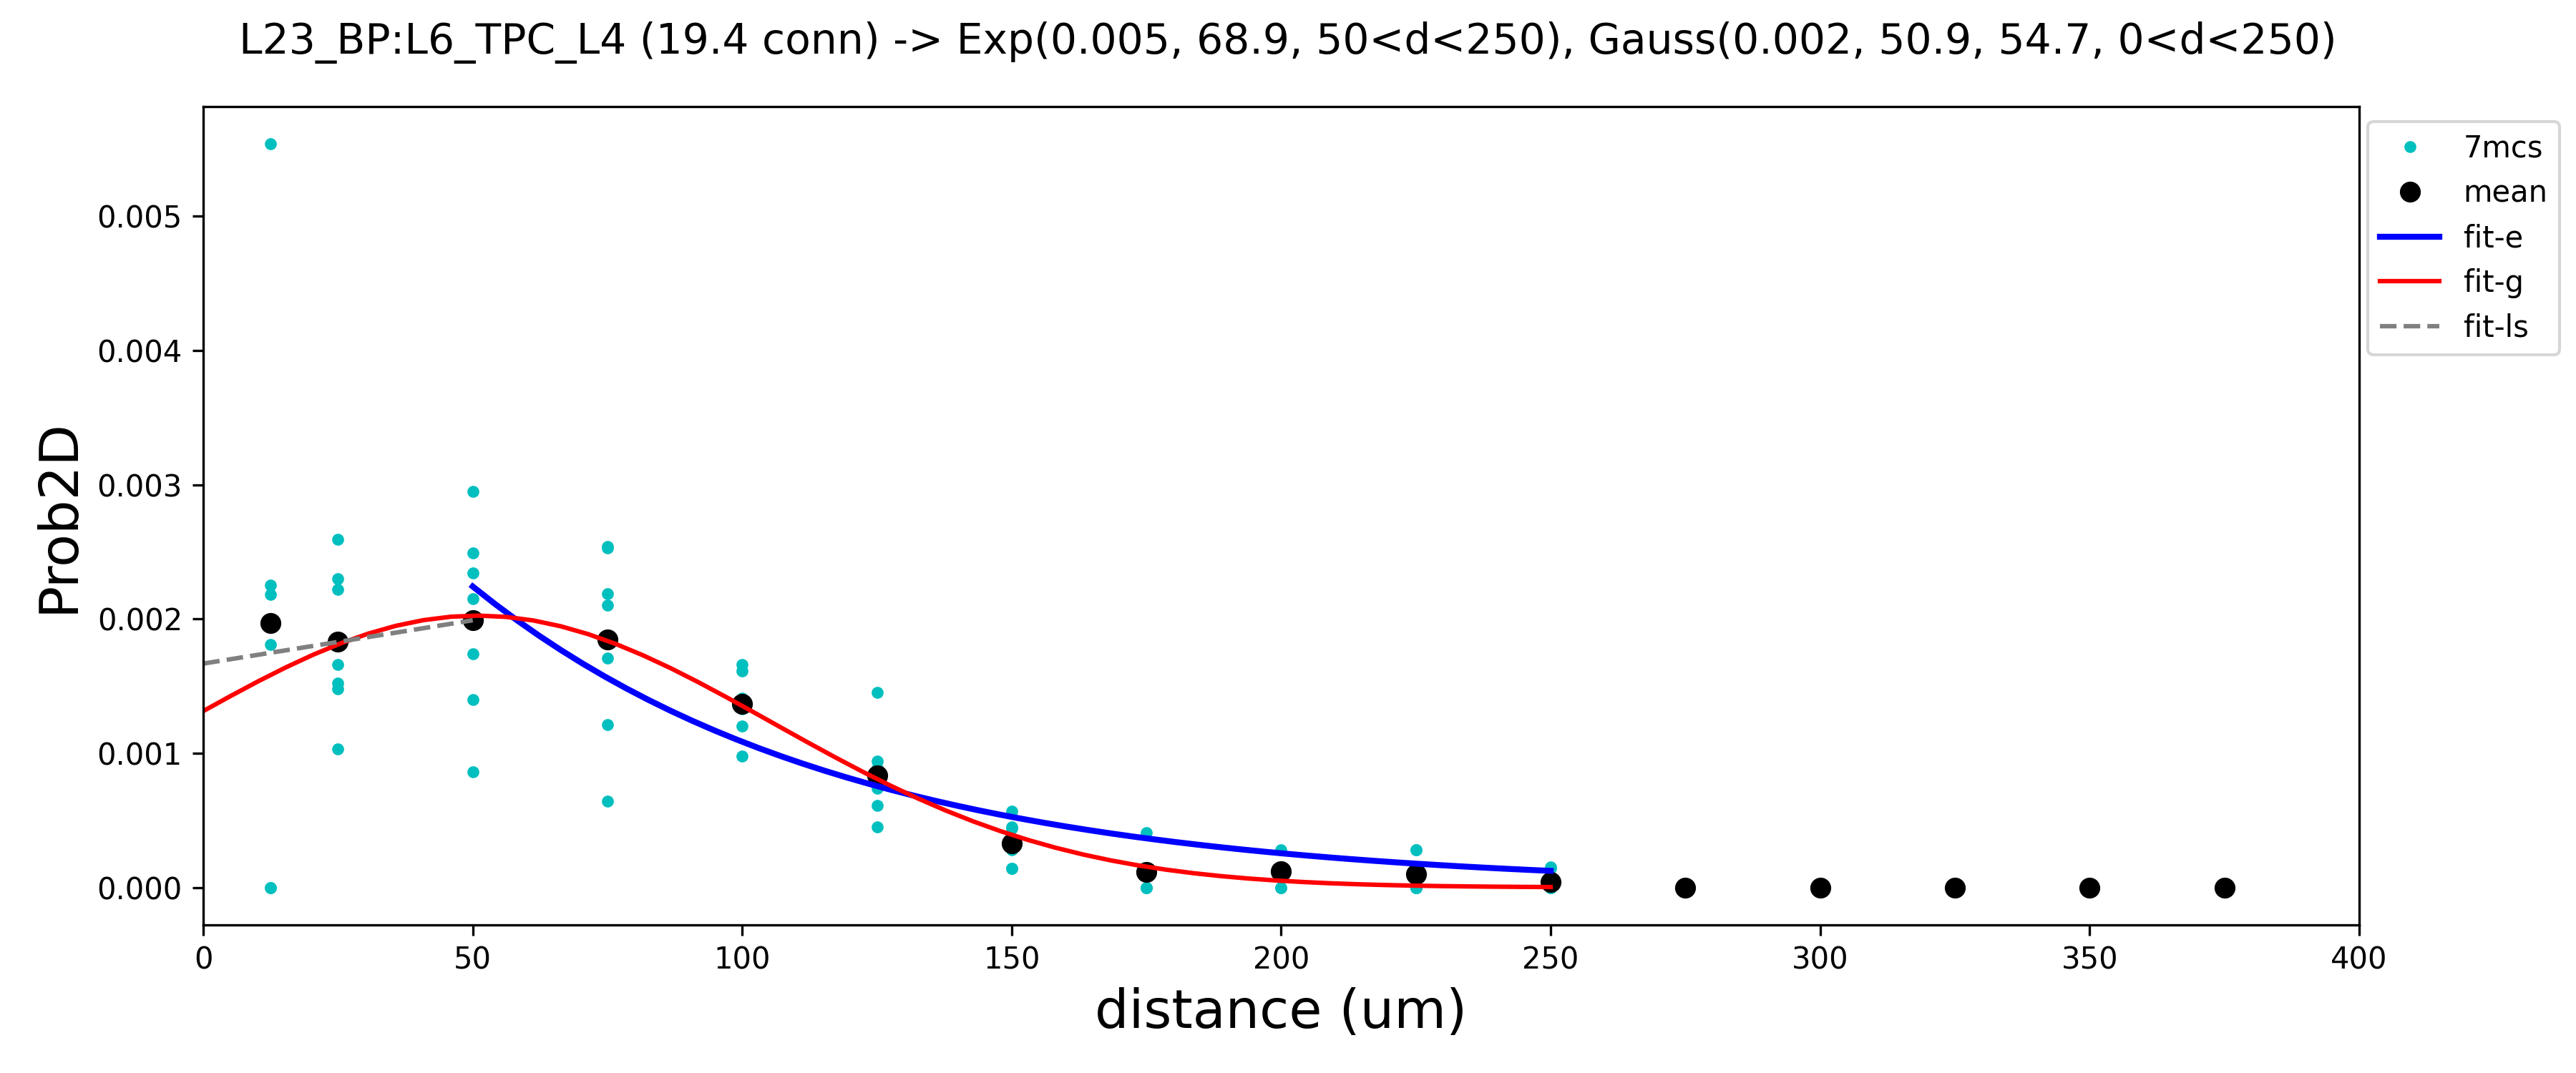 L23_BP:L6_TPC_L4 (19.4 conn) -> Exp(0.005, 68.9, 50<d<250), Gauss(0.002, 50.9, 54.7, 0<d<250)
7mcs
mean
fit-e
fit-g
fit-ls
Prob2D
0.005
0.004
0.003
0.002
0.001
0.000
0 50 100 150 200 250 300 350 400
distance (um)